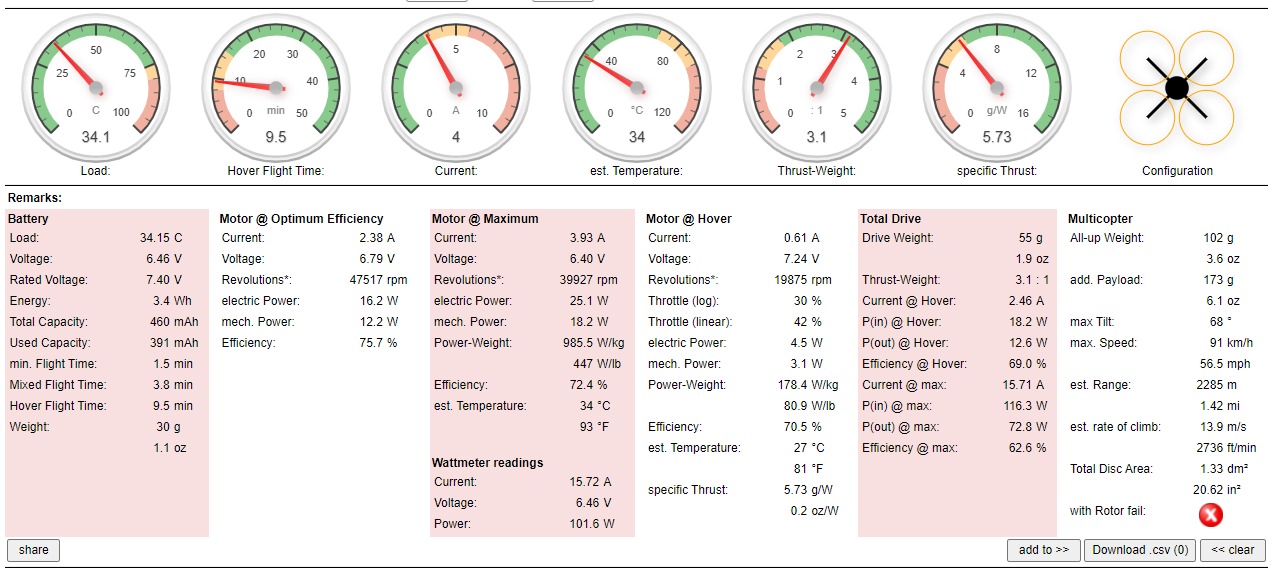 25 50 75 0 C 100 34.1
10 20 30 40 0 min 50 9.5
5 0 A 10 4
40 80 0 °C 120 34
1 2 3 4 0 : 1 5 3.1
4 8 12 0 g/W 16 5.73
Load: Hover Flight Time: Current: est. Temperature: Thrust-Weight: specific Thrust: Configuration
Remarks:
Battery
Load: 34.15 C
Voltage: 6.46 V
Rated Voltage: 7.40 V
Energy: 3.4 Wh
Total Capacity: 460 mAh
Used Capacity: 391 mAh
min. Flight Time: 1.5 min
Mixed Flight Time: 3.8 min
Hover Flight Time: 9.5 min
Weight: 30 g
1.1 oz
Motor @ Optimum Efficiency
Current: 2.38 A
Voltage: 6.79 V
Revolutions*: 47517 rpm
electric Power: 16.2 W
mech. Power: 12.2 W
Efficiency: 75.7 %
Motor @ Maximum
Current: 3.93 A
Voltage: 6.40 V
Revolutions*: 39927 rpm
electric Power: 25.1 W
mech. Power: 18.2 W
Power-Weight: 985.5 W/kg
447 W/lb
Efficiency: 72.4 %
est. Temperature: 34 °C
93 °F
Wattmeter readings
Current: 15.72 A
Voltage: 6.46 V
Power: 101.6 W
Motor @ Hover
Current: 0.61 A
Voltage: 7.24 V
Revolutions*: 19875 rpm
Throttle (log): 30 %
Throttle (linear): 42 %
electric Power: 4.5 W
mech. Power: 3.1 W
Power-Weight: 178.4 W/kg
80.9 W/lb
Efficiency: 70.5 %
est. Temperature: 27 °C
81 °F
specific Thrust: 5.73 g/W
0.2 oz/W
Total Drive
Drive Weight: 55 g
1.9 oz
Thrust-Weight: 3.1 : 1
Current @ Hover: 2.46 A
P(in) @ Hover: 18.2 W
P(out) @ Hover: 12.6 W
Efficiency @ Hover: 69.0 %
Current @ max: 15.71 A
P(in) @ max: 116.3 W
P(out) @ max: 72.8 W
Efficiency @ max: 62.6 %
Multicopter
All-up Weight: 102 g
3.6 oz
add. Payload: 173 g
6.1 oz
max Tilt: 68 °
max. Speed: 91 km/h
56.5 mph
est. Range: 2285 m
1.42 mi
est. rate of climb: 13.9 m/s
2736 ft/min
Total Disc Area: 1.33 dm²
20.62 in²
with Rotor fail:
share add to >> Download .csv (0) << clear